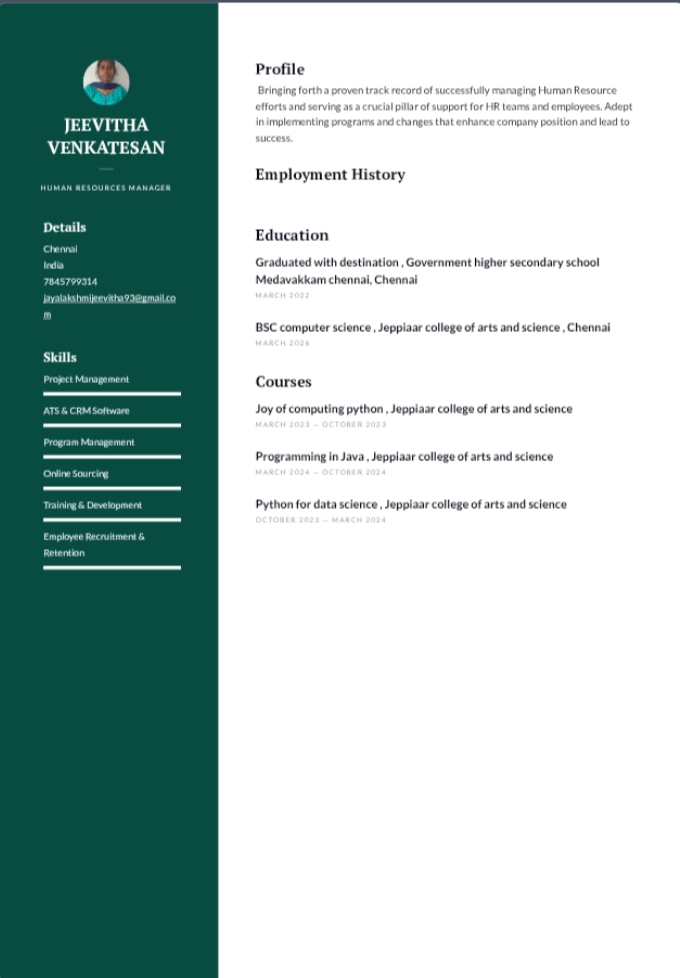 JEEVITHA
VENKATESAN
HUMAN RESOURCES MANAGER
Details
Chennai
India
7845799314
jayalakshmijeevitha93@gmail.co
m
Skills
Project Management
ATS & CRM Software
Program Management
Online Sourcing
Training & Development
Employee Recruitment &
Retention
Profile
Bringing forth a proven track record of successfully managing Human Resource
efforts and serving as a crucial pillar of support for HR teams and employees. Adept
in implementing programs and changes that enhance company position and lead to
success.
Employment History
Education
Graduated with destination , Government higher secondary school
Medavakkam chennai, Chennai
MARCH 2022
BSC computer science , Jeppiaar college of arts and science , Chennai
MARCH 2026
Courses
Joy of computing python , Jeppiaar college of arts and science
MARCH 2023 — OCTOBER 2023
Programming in Java , Jeppiaar college of arts and science
MARCH 2024 — OCTOBER 2024
Python for data science , Jeppiaar college of arts and science
OCTOBER 2023 — MARCH 2024